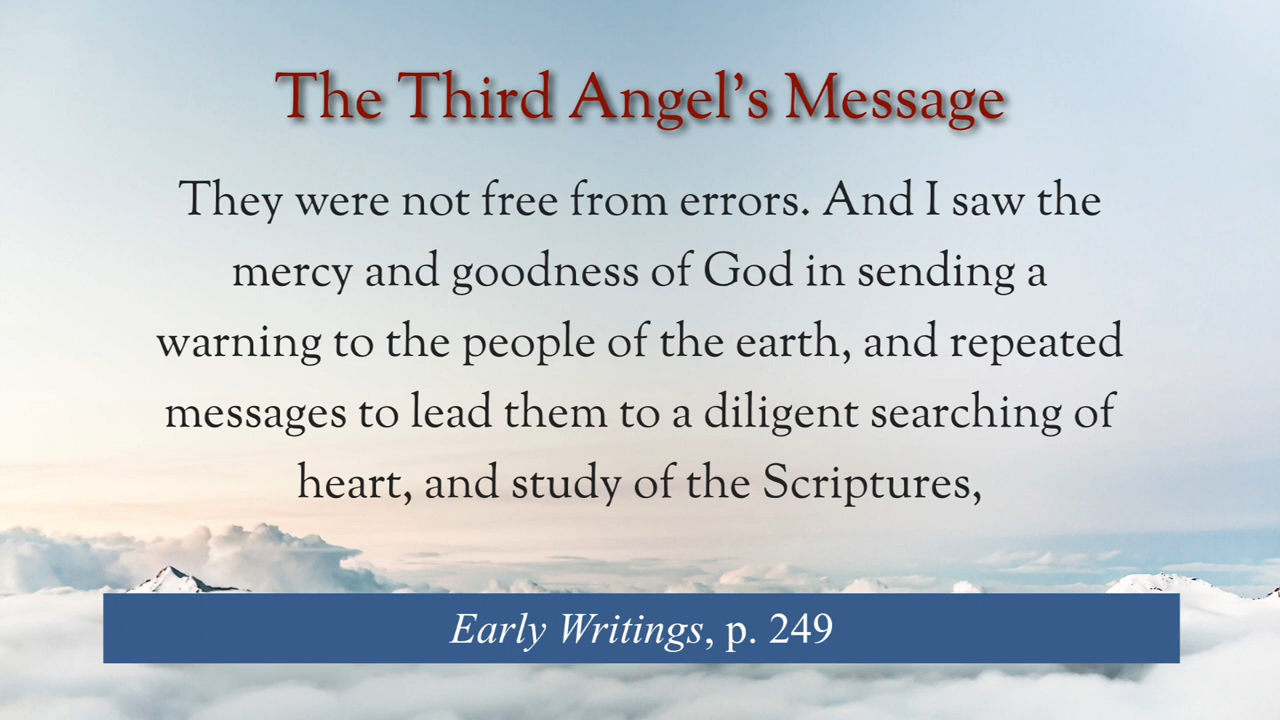 The Third Angel’s Message
They were not free from errors. And I saw the
mercy and goodness of God in sending a
warning to the people of the earth, and repeated
messages to lead them to a diligent searching of
heart, and study of the Scriptures,
Early Writings, p. 249